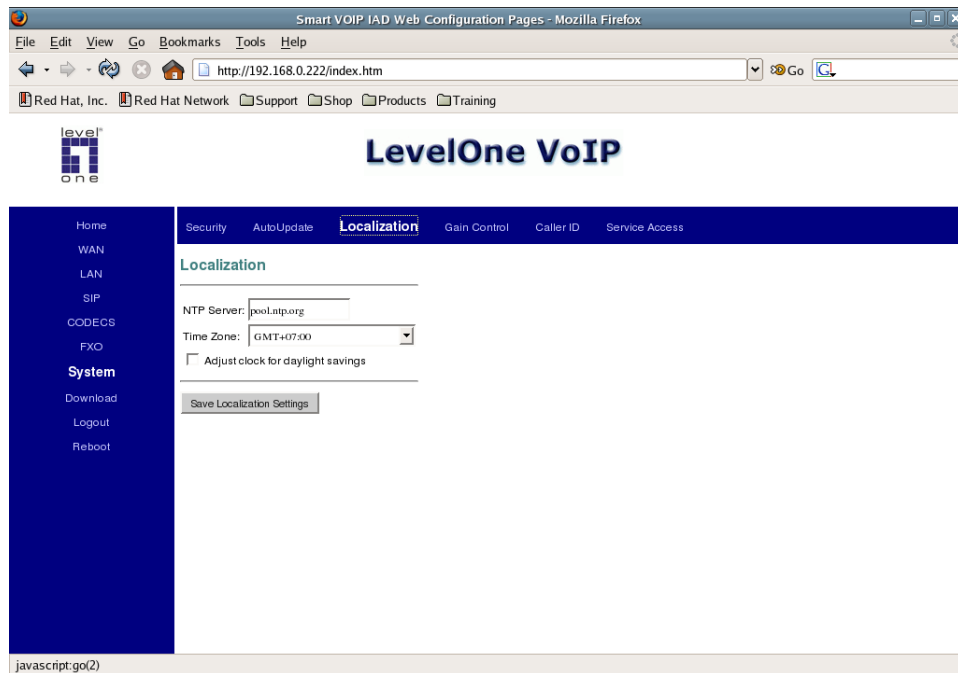 Smart VOIP IAD Web Configuration Pages - Mozilla Firefox
File Edit View Go Bookmarks Tools Help
http://192.168.0.222/index.htm Go G
Red Hat, Inc. Red Hat Network Support Shop Products Training
level one
LevelOne VoIP
Home
WAN
LAN
SIP
CODECS
FXO
System
Download
Logout
Reboot
Security AutoUpdate Localization Gain Control Caller ID Service Access
Localization
NTP Server: pool.ntp.org
Time Zone: GMT+07:00
Adjust clock for daylight savings
Save Localization Settings
javascript:go(2)